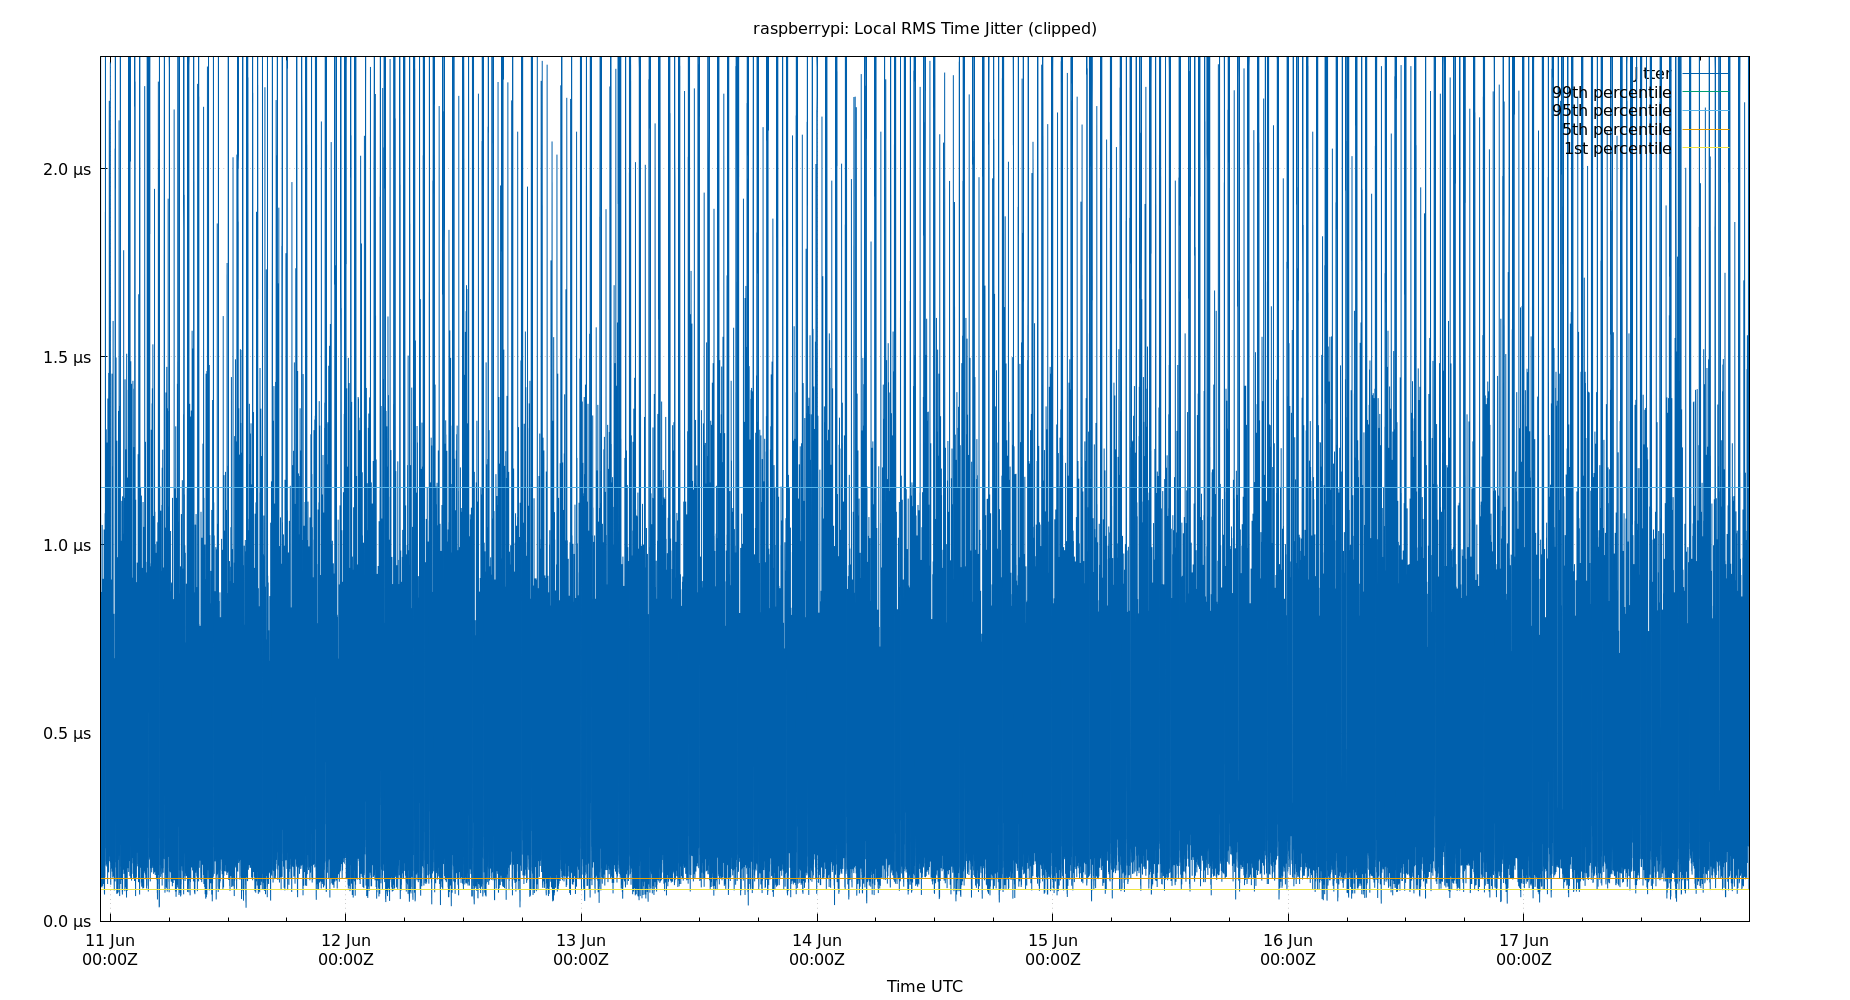 raspberrypi: Local RMS Time Jitter (clipped)
jitter
99th percentile
95th percentile
5th percentile
1st percentile
2.0 µs
1.5 µs
1.0 µs
0.5 µs
0.0 µs
11 Jun 12 Jun 13 Jun 14 Jun 15 Jun 16 Jun 17 Jun
00:00Z 00:00Z 00:00Z 00:00Z 00:00Z 00:00Z 00:00Z
Time UTC